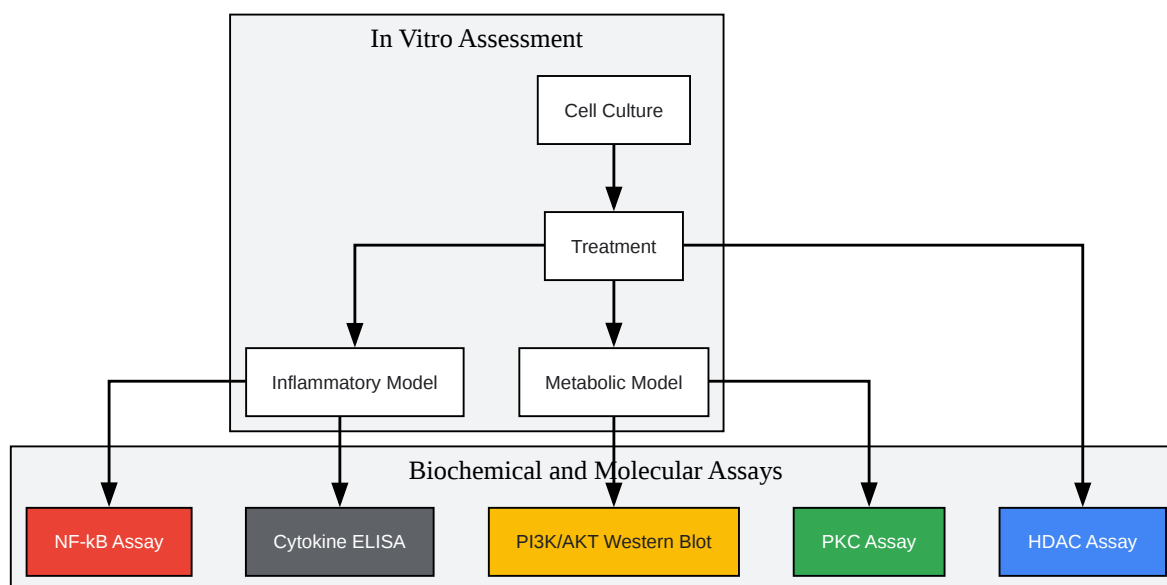 In Vitro Assessment
Cell Culture
Treatment
Inflammatory Model
Metabolic Model
Biochemical and Molecular Assays
NF-kB Assay
Cytokine ELISA
PI3K/AKT Western Blot
PKC Assay
HDAC Assay